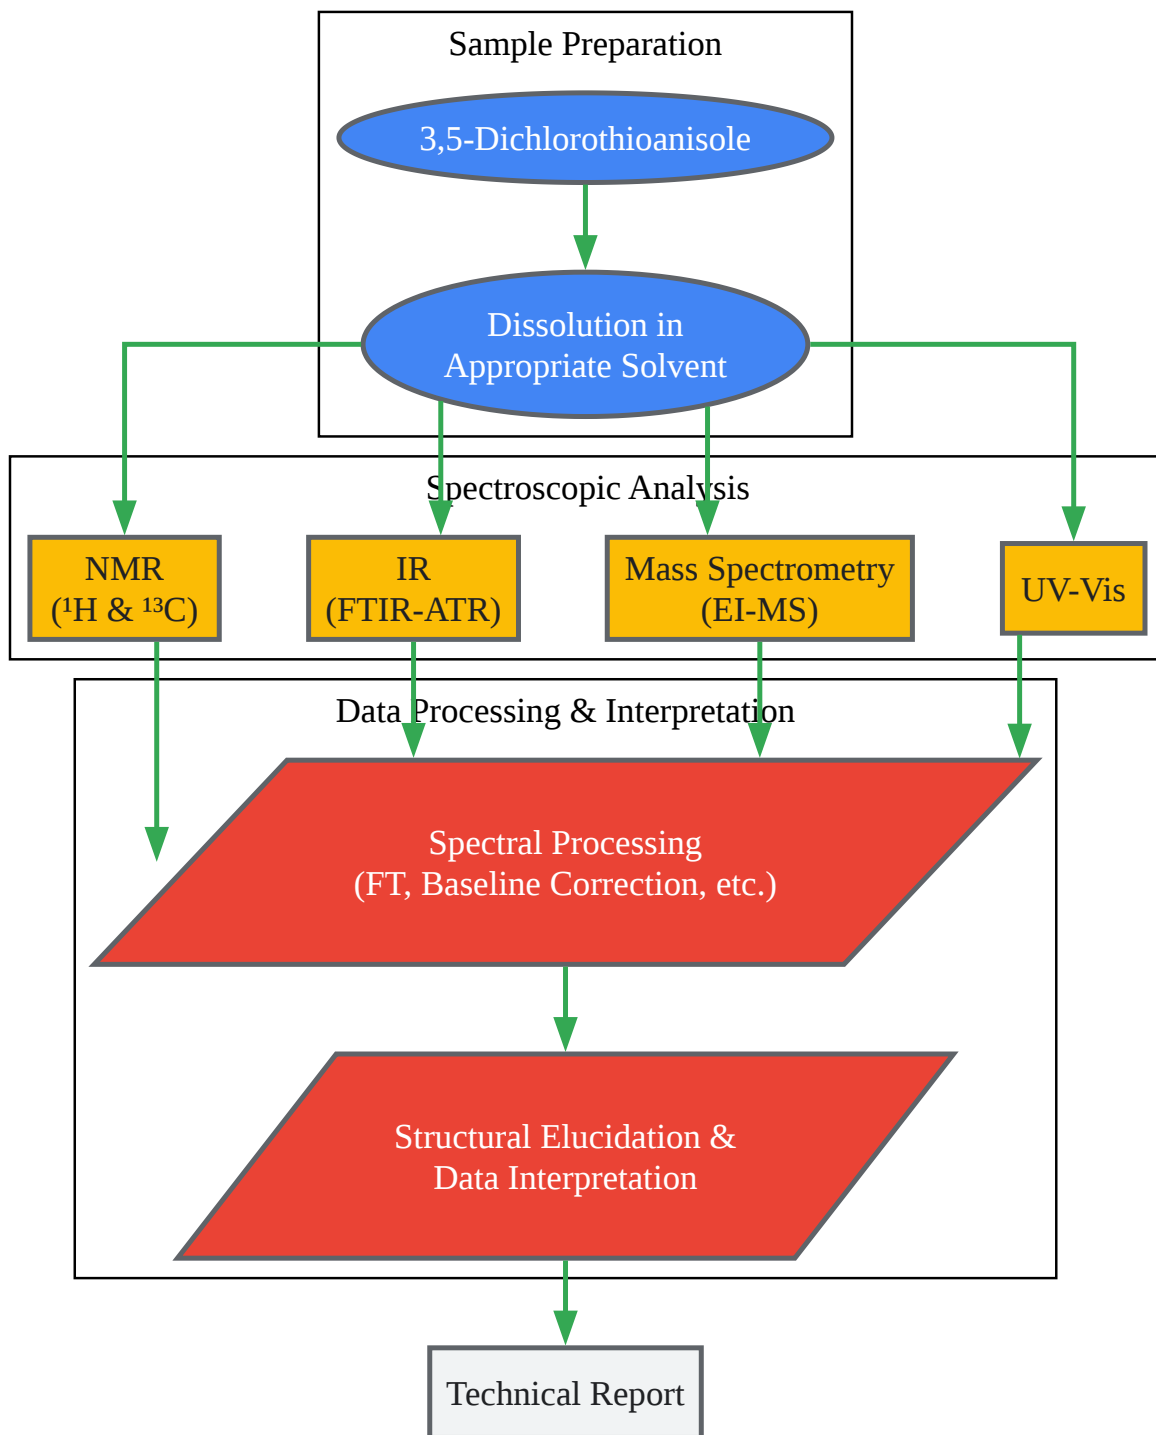 Sample Preparation
3,5-Dichlorothioanisole
Dissolution in
Appropriate Solvent
Spectroscopic Analysis
NMR
(¹H & ¹³C)
IR
(FTIR-ATR)
Mass Spectrometry
(EI-MS)
UV-Vis
Data Processing & Interpretation
Spectral Processing
(FT, Baseline Correction, etc.)
Structural Elucidation &
Data Interpretation
Technical Report